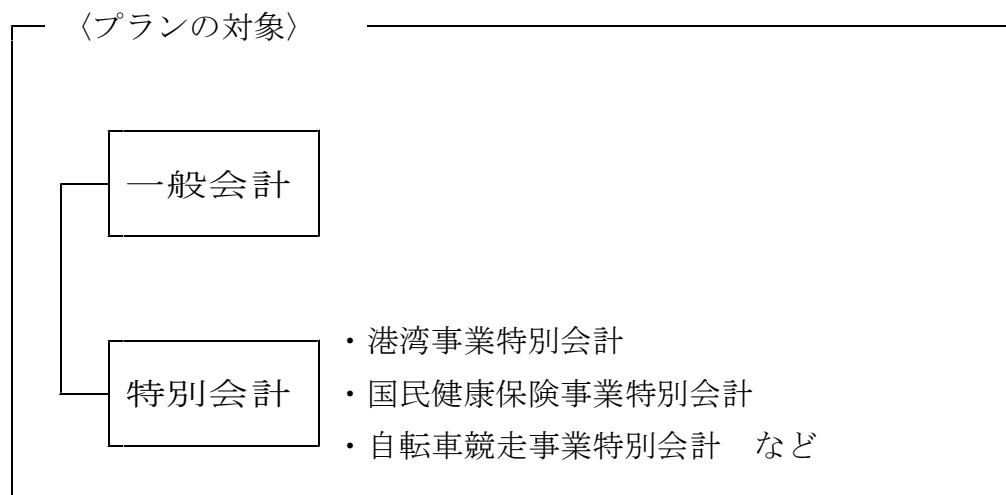 〈プランの対象〉
一般会計
・港湾事業特別会計
特別会計
・国民健康保険事業特別会計
・自転車競走事業特別会計　など